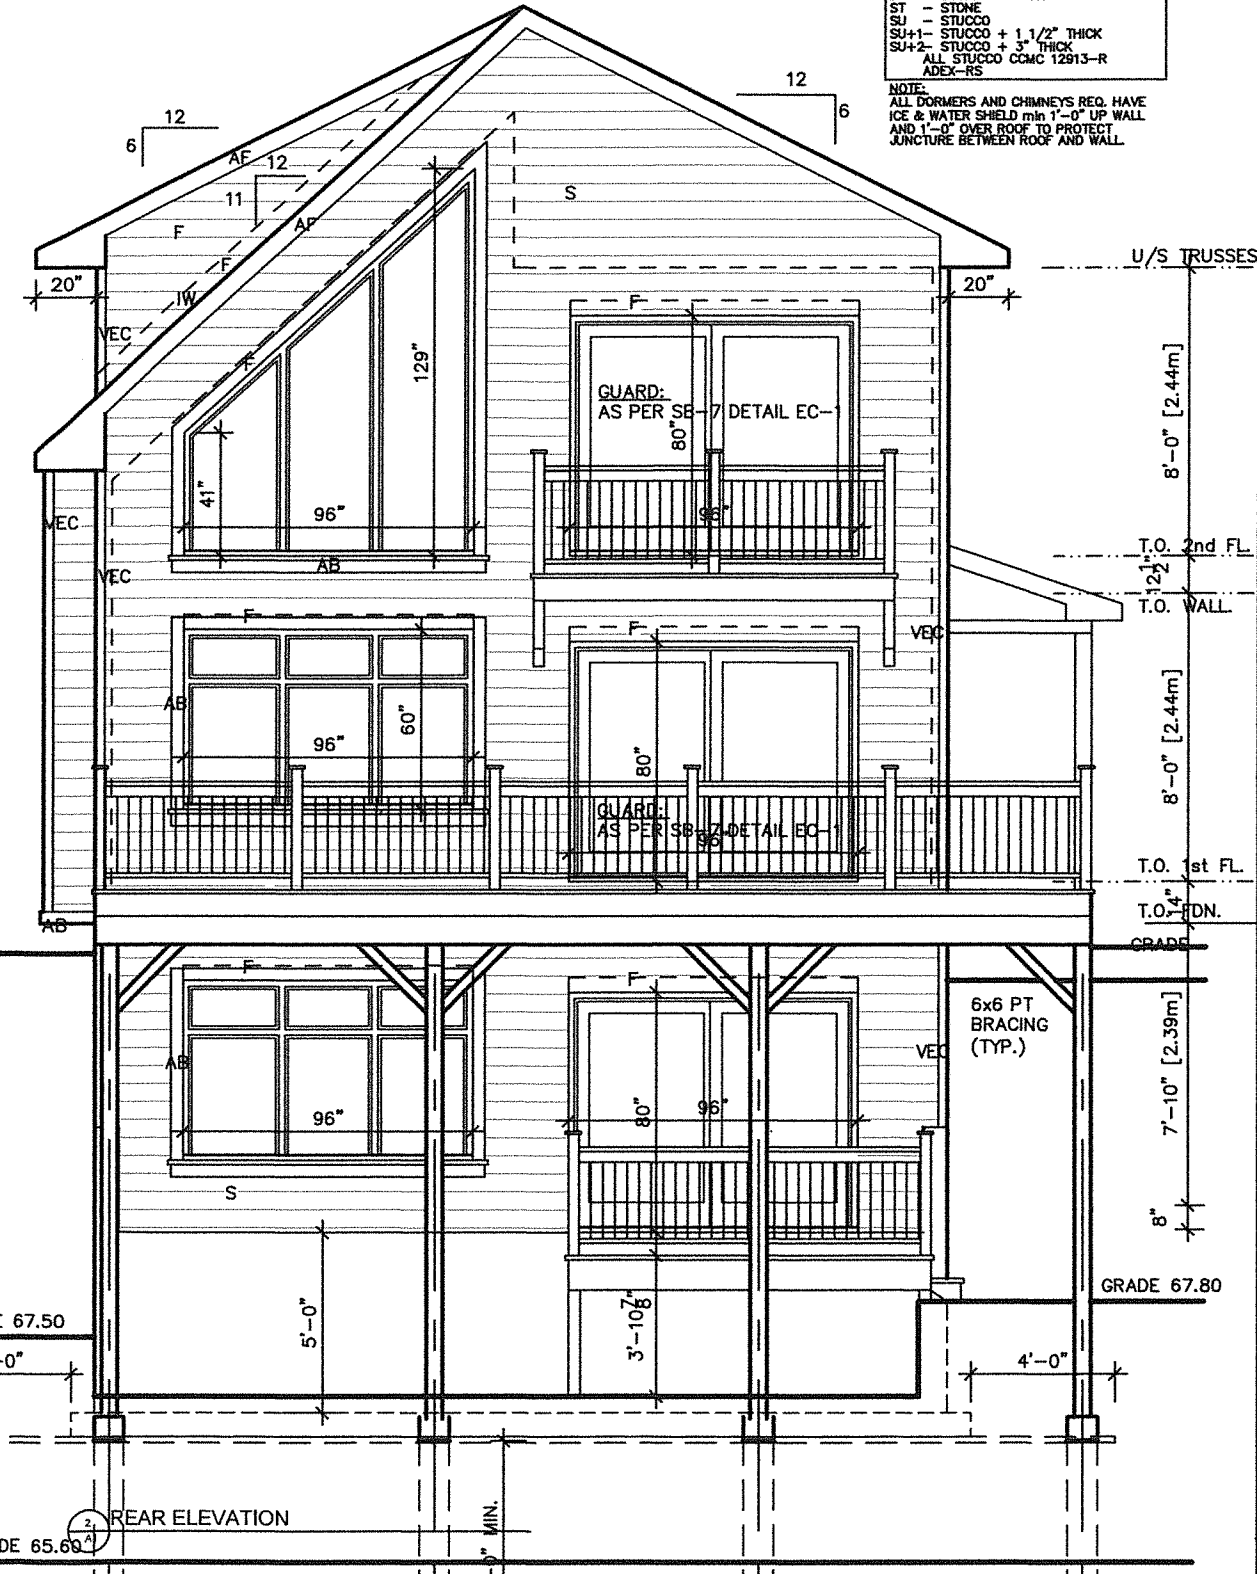 ST - STONE
SU - STUCCO
SU+1- STUCCO + 1 1/2" THICK
SU+2- STUCCO + 3" THICK
ALL STUCCO CCMC 12913-R
ADEX-RS
NOTE:
ALL DORMERS AND CHIMNEYS REQ. HAVE
ICE & WATER SHIELD min 1'-0" UP WALL
AND 1'-0" OVER ROOF TO PROTECT
JUNCTURE BETWEEN ROOF AND WALL.
12
6
12
6
AF
12
11
AF
S
F
F
IW
U/S TRUSSES
20"
20"
VEC
F
F
129"
8'-0" [2.44m]
GUARD:
AS PER SB-7 DETAIL EC-1
80"
41"
96"
96"
VEC
AB
VEC
T.O. 2nd FL.
T.O. WALL
F
F
VEC
AB
60"
96"
80"
8'-0" [2.44m]
GUARD:
AS PER SB-7 DETAIL EC-1
96"
T.O. 1st FL.
14"
T.O. FDN.
AB
GRADE
F
F
6x6 PT
BRACING
(TYP.)
AB
VEC
96"
80"
96"
7'-10" [2.39m]
S
8"
5'-0"
3'-10 7/8"
GRADE 67.80
67.50
-0"
4'-0"
2
A
REAR ELEVATION
DE 65.60
0" MIN.